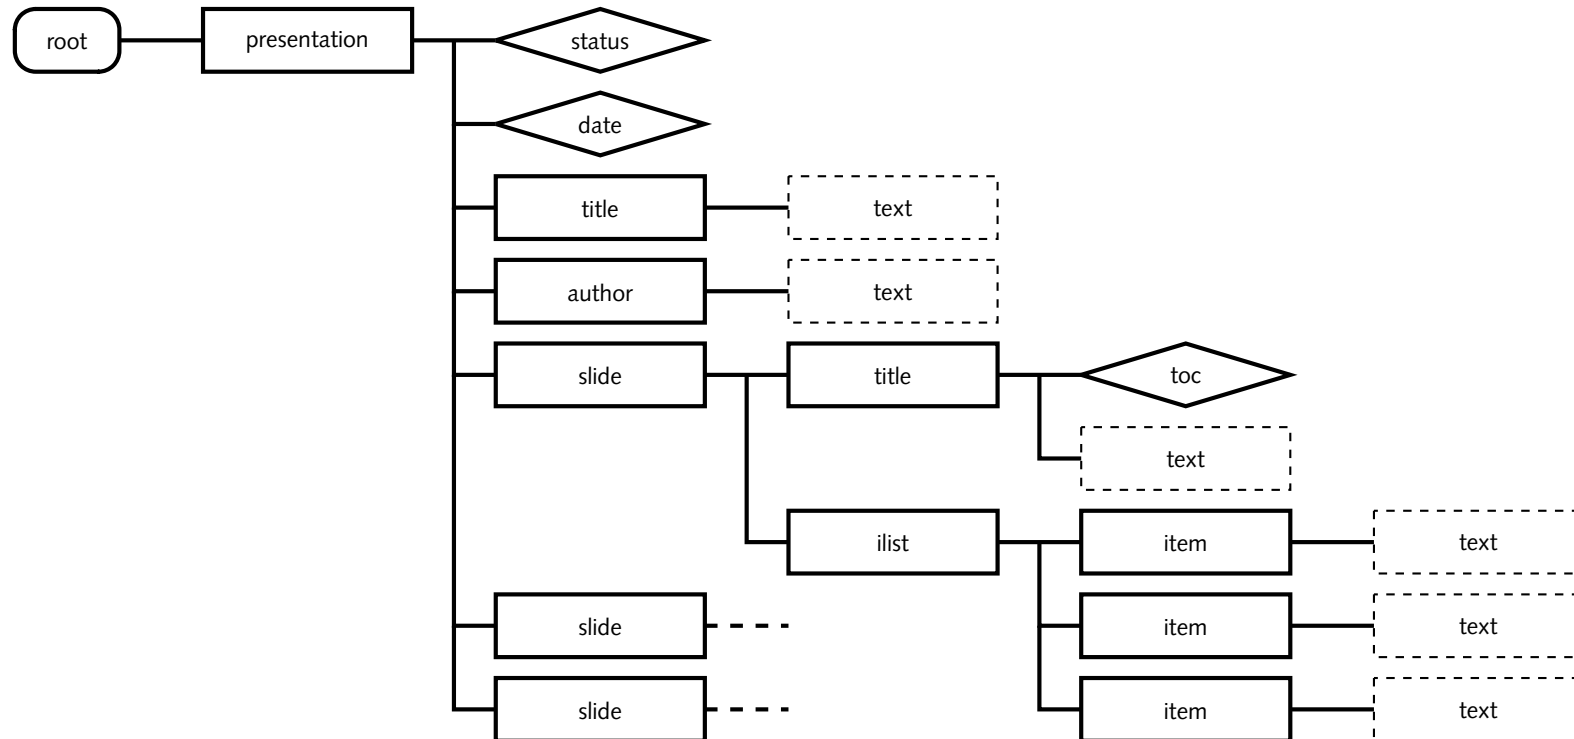 root presentation status
date
title text
author text
slide title toc
text
ilist item text
slide item text
slide item text